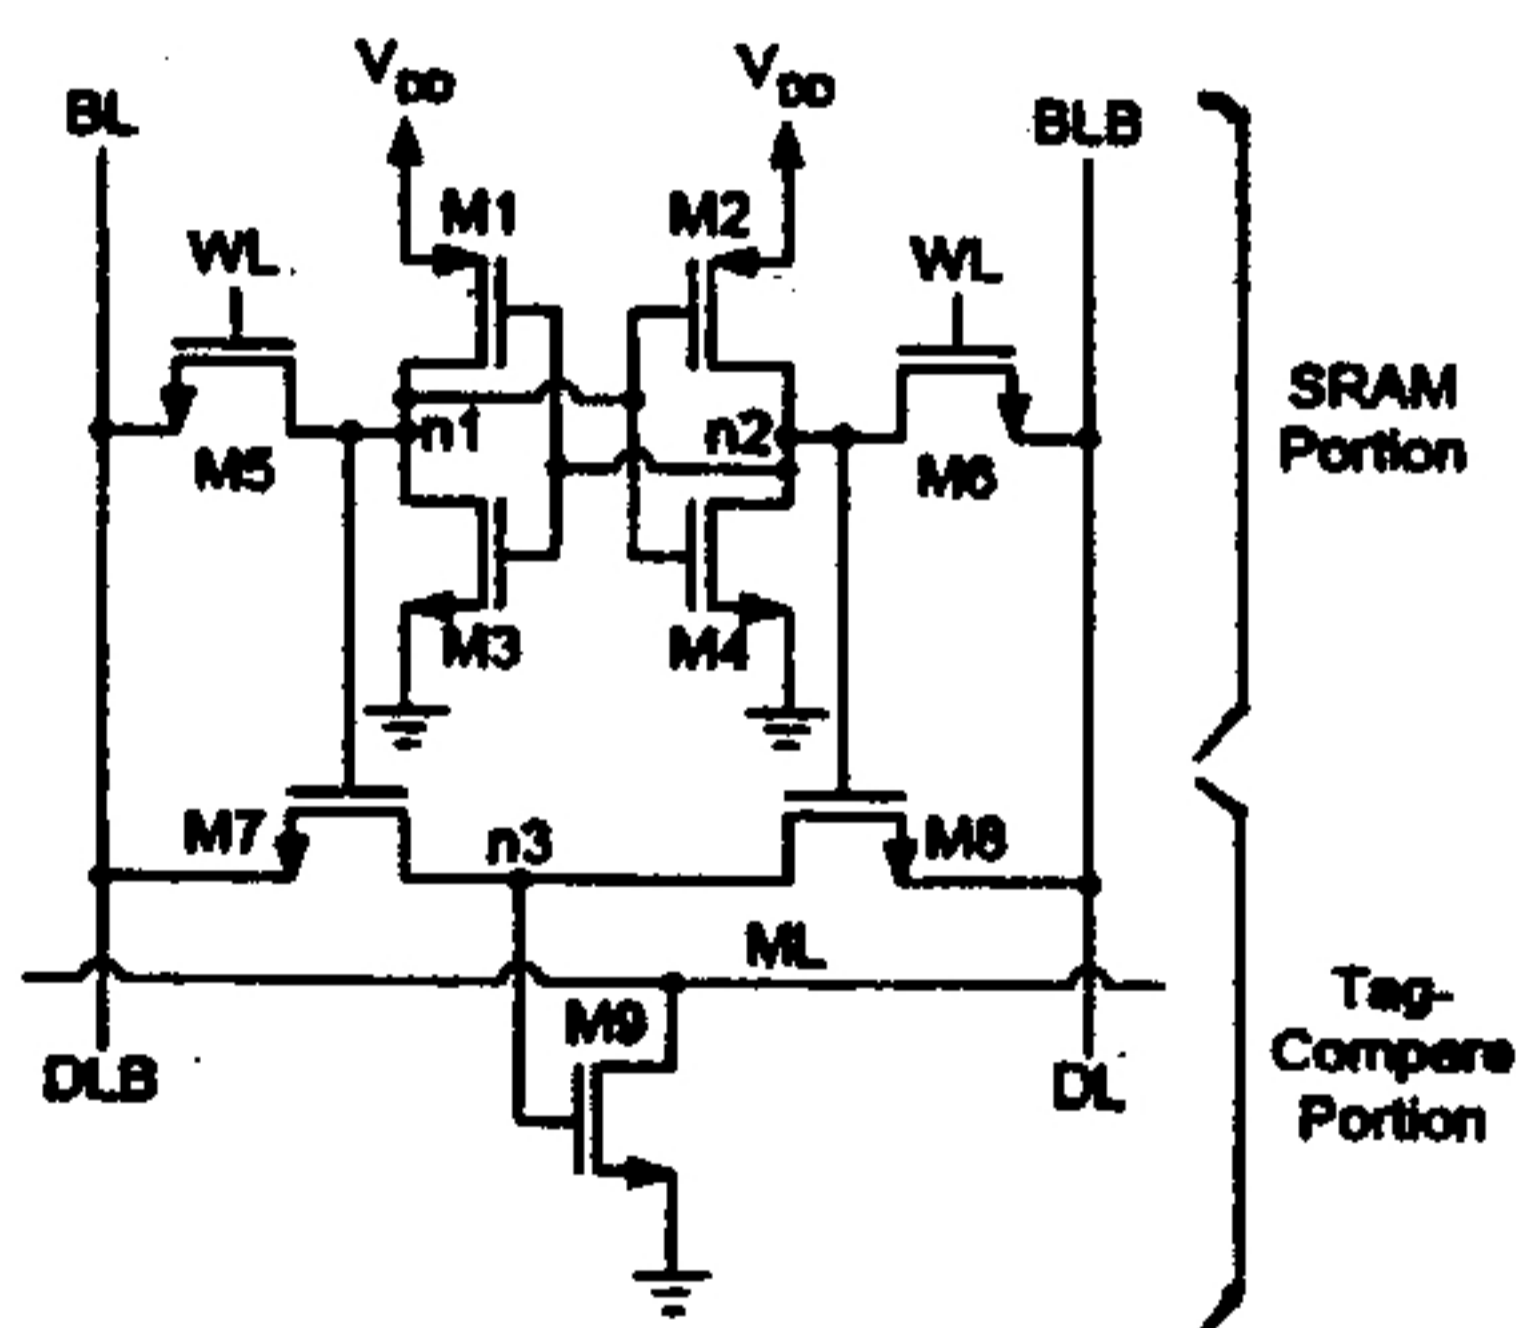 V_DD
V_DD
BL
BLB
M1
M2
WL
WL
SRAM
Portion
n1
n2
M5
M6
M3
M4
M7
n3
M8
ML
Tag-
Compare
Portion
M9
DLB
DL